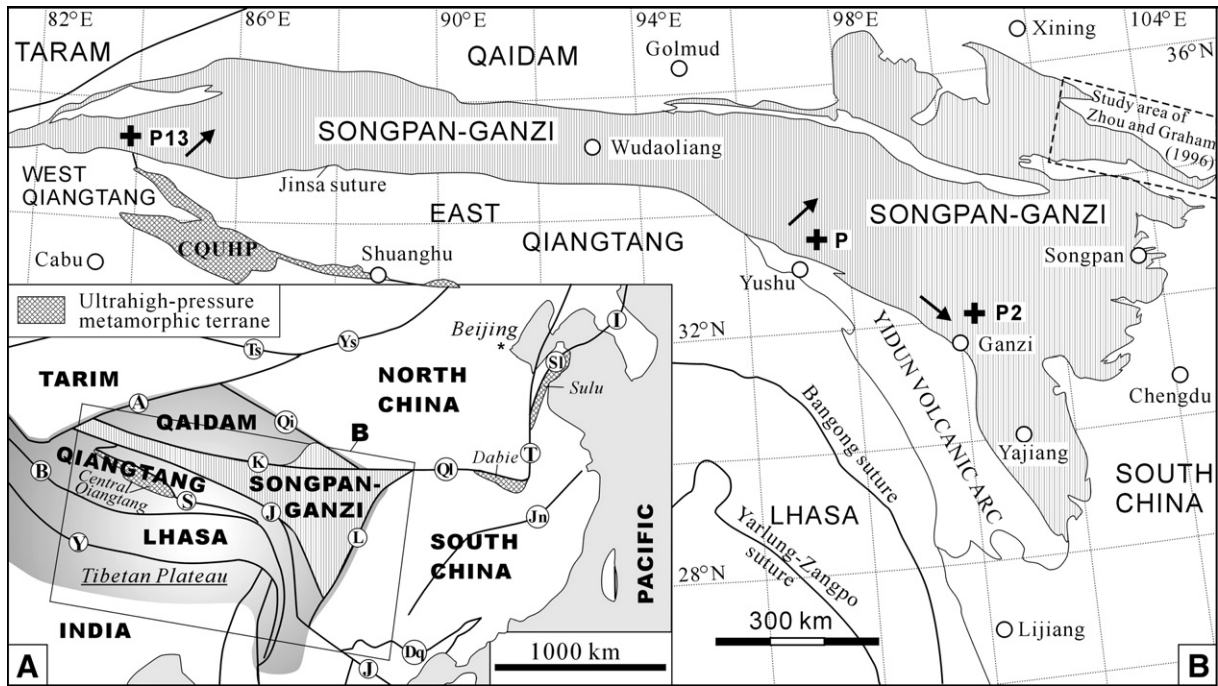 82°E
86°E
90°E
94°E
98°E
104°E
TARAM
QAIDAM
Golmud
Xining
36°N
Study area of
Zhou and Graham
(1996)
P13
SONGPAN-GANZI
Wudaoliang
WEST
QIANGTANG
Jinsa suture
EAST
QIANGTANG
SONGPAN-GANZI
P
CQUHP
Cabu
Shuanghu
Yushu
Songpan
P2
32°N
Ganzi
Chengdu
YIDUN VOLCANIC ARC
Bangong suture
Yajiang
SOUTH
CHINA
LHASA
Yarlung-Zangpo
suture
28°N
300 km
Lijiang
B
Ultrahigh-pressure
metamorphic terrane
Beijing
*
I
Ts
Ys
Sl
Sulu
TARIM
NORTH
CHINA
A
QAIDAM
Qi
B
K
Ql
Dabie
T
B
QIANGTANG
Central
Qiangtang
S
SONGPAN-
GANZI
J
L
Jn
LHASA
Y
SOUTH
CHINA
PACIFIC
Tibetan Plateau
INDIA
Dq
J
1000 km
A